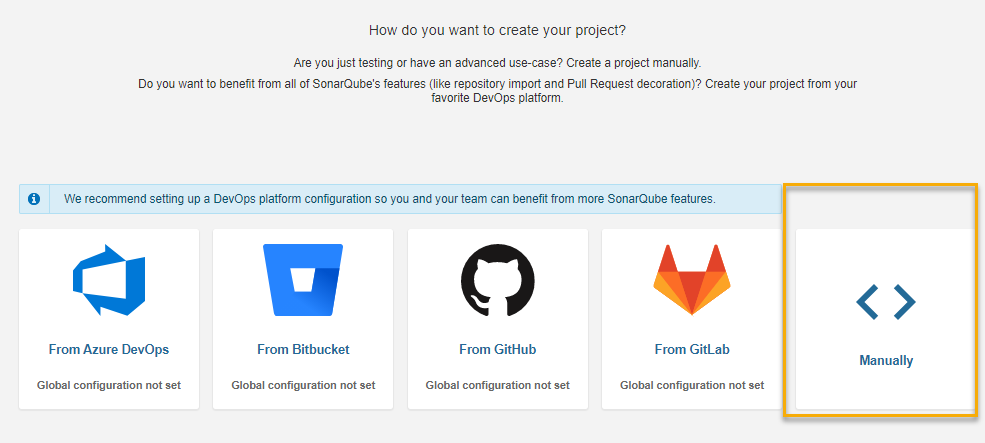 How do you want to create your project?
Are you just testing or have an advanced use-case? Create a project manually.
Do you want to benefit from all of SonarQube's features (like repository import and Pull Request decoration)? Create your project from your
favorite DevOps platform.
We recommend setting up a DevOps platform configuration so you and your team can benefit from more SonarQube features.
From Azure DevOps
From Bitbucket
From GitHub
From GitLab
Manually
Global configuration not set
Global configuration not set
Global configuration not set
Global configuration not set